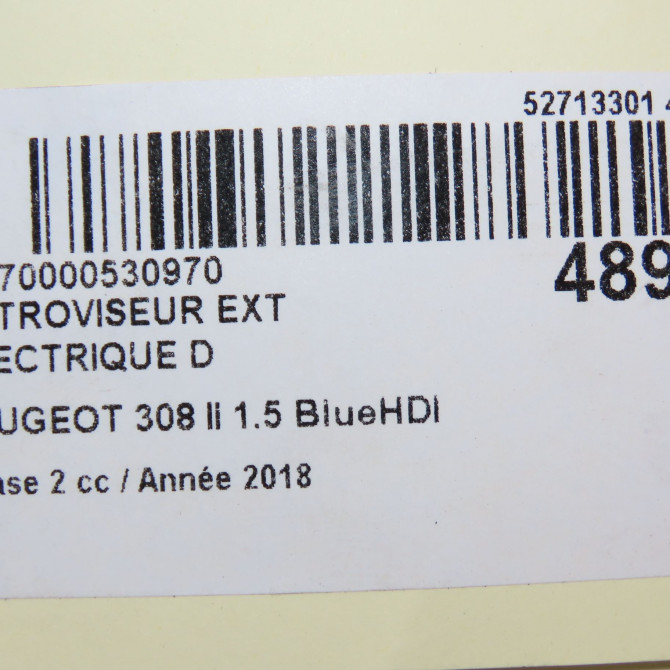 52713301 4
70000530970
489
TROVISEUR EXT
ECTRIQUE D
UGEOT 308 II 1.5 BlueHDI
ase 2 cc / Année 2018